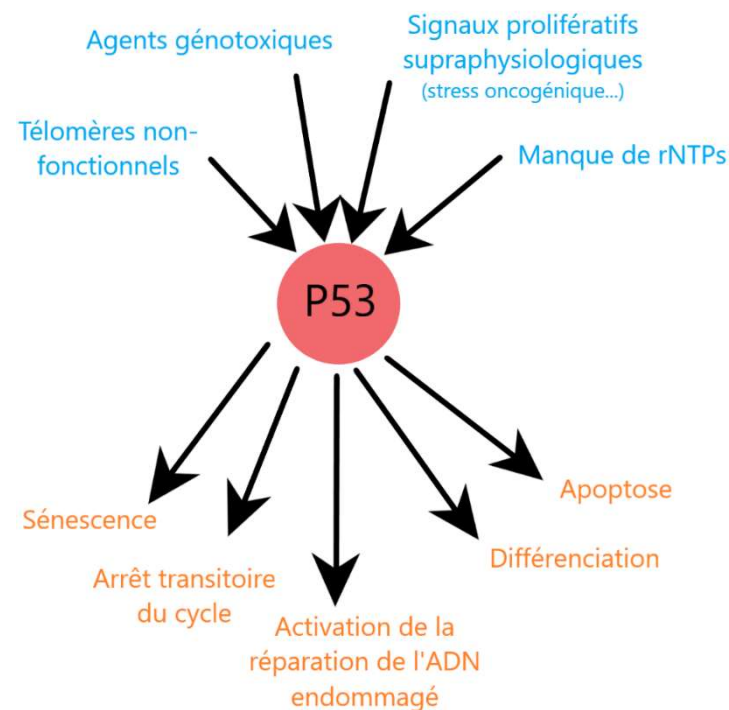 Agents génotoxiques
Signaux prolifératifs
supraphysiologiques
(stress oncogénique...)
Télomères non-
fonctionnels
Manque de rNTPs
P53
Sénescence
Arrêt transitoire
du cycle
Activation de la
réparation de l'ADN
endommagé
Différenciation
Apoptose